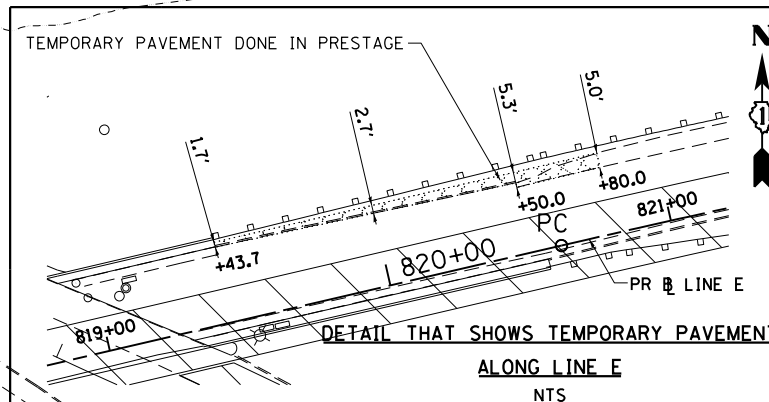 TEMPORARY PAVEMENT DONE IN PRESTAGE
N
1
1.7'
2.7'
5.3'
5.0'
+43.7
+50.0
+80.0
PC
819+00
820+00
821+00
PR B LINE E
DETAIL THAT SHOWS TEMPORARY PAVEMENT
ALONG LINE E
NTS